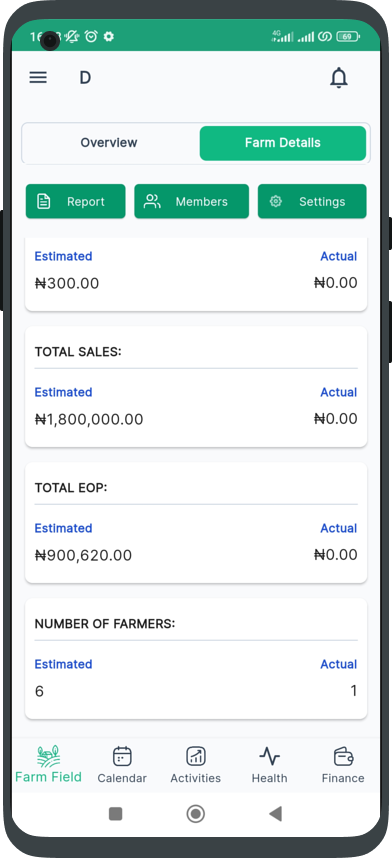 4G 69
D
Overview Farm Details
Report Members Settings
Estimated Actual
₦300.00 ₦0.00
TOTAL SALES:
Estimated Actual
₦1,800,000.00 ₦0.00
TOTAL EOP:
Estimated Actual
₦900,620.00 ₦0.00
NUMBER OF FARMERS:
Estimated Actual
6 1
Farm Field Calendar Activities Health Finance